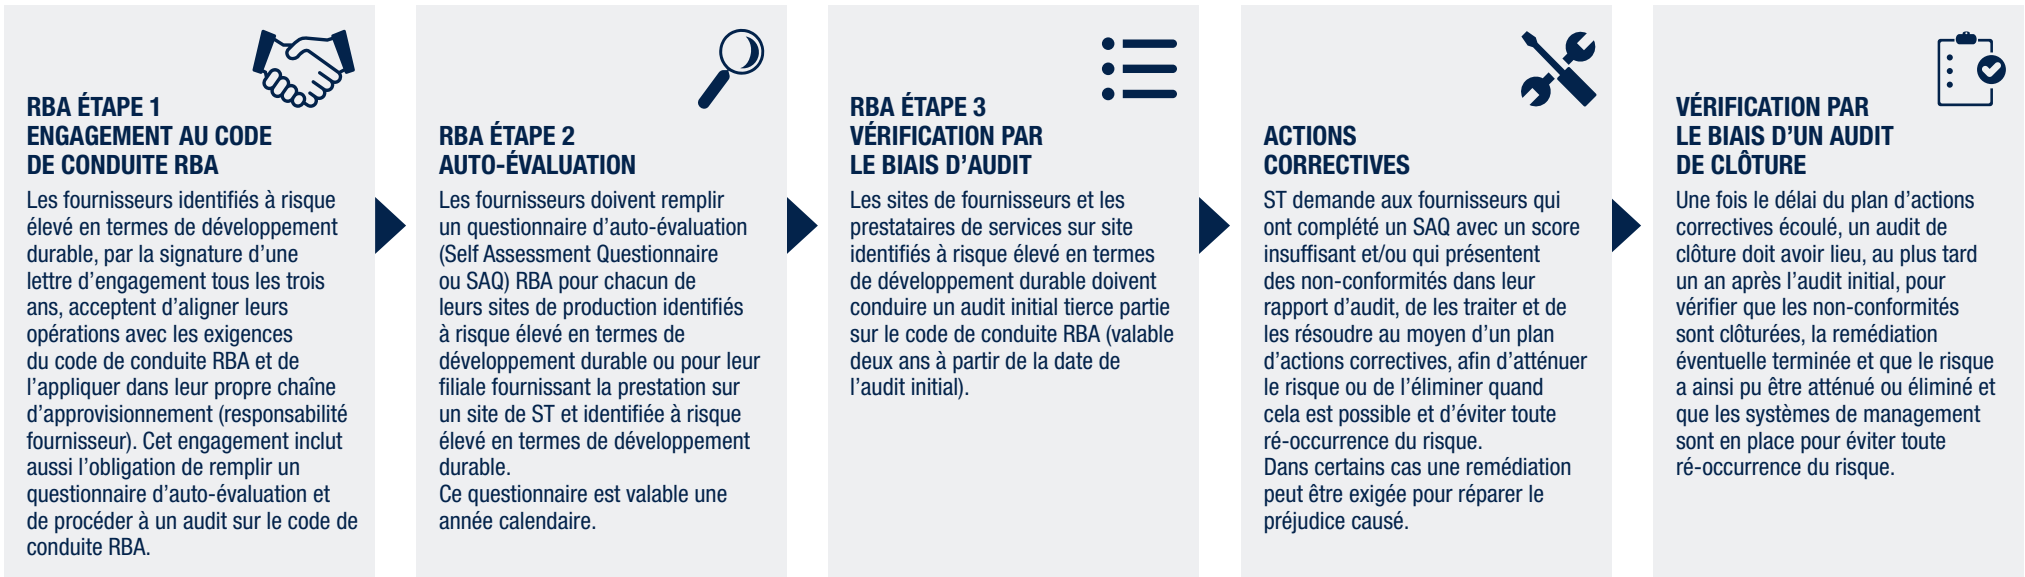 RBA ÉTAPE 1
ENGAGEMENT AU CODE
DE CONDUITE RBA
Les fournisseurs identifiés à risque
élevé en termes de développement
durable, par la signature d’une
lettre d’engagement tous les trois
ans, acceptent d’aligner leurs
opérations avec les exigences
du code de conduite RBA et de
l’appliquer dans leur propre chaîne
d’approvisionnement (responsabilité
fournisseur). Cet engagement inclut
aussi l’obligation de remplir un
questionnaire d’auto-évaluation et
de procéder à un audit sur le code de
conduite RBA.
RBA ÉTAPE 2
AUTO-ÉVALUATION
Les fournisseurs doivent remplir
un questionnaire d’auto-évaluation
(Self Assessment Questionnaire
ou SAQ) RBA pour chacun de
leurs sites de production identifiés
à risque élevé en termes de
développement durable ou pour leur
filiale fournissant la prestation sur
un site de ST et identifiée à risque
élevé en termes de développement
durable.
Ce questionnaire est valable une
année calendaire.
RBA ÉTAPE 3
VÉRIFICATION PAR
LE BIAIS D’AUDIT
Les sites de fournisseurs et les
prestataires de services sur site
identifiés à risque élevé en termes
de développement durable doivent
conduire un audit initial tierce partie
sur le code de conduite RBA (valable
deux ans à partir de la date de
l’audit initial).
ACTIONS
CORRECTIVES
ST demande aux fournisseurs qui
ont complété un SAQ avec un score
insuffisant et/ou qui présentent
des non-conformités dans leur
rapport d’audit, de les traiter et de
les résoudre au moyen d’un plan
d’actions correctives, afin d’atténuer
le risque ou de l’éliminer quand
cela est possible et d’éviter toute
ré-occurrence du risque.
Dans certains cas une remédiation
peut être exigée pour réparer le
préjudice causé.
VÉRIFICATION PAR
LE BIAIS D’UN AUDIT
DE CLÔTURE
Une fois le délai du plan d’actions
correctives écoulé, un audit de
clôture doit avoir lieu, au plus tard
un an après l’audit initial, pour
vérifier que les non-conformités
sont clôturées, la remédiation
éventuelle terminée et que le risque
a ainsi pu être atténué ou éliminé et
que les systèmes de management
sont en place pour éviter toute
ré-occurrence du risque.